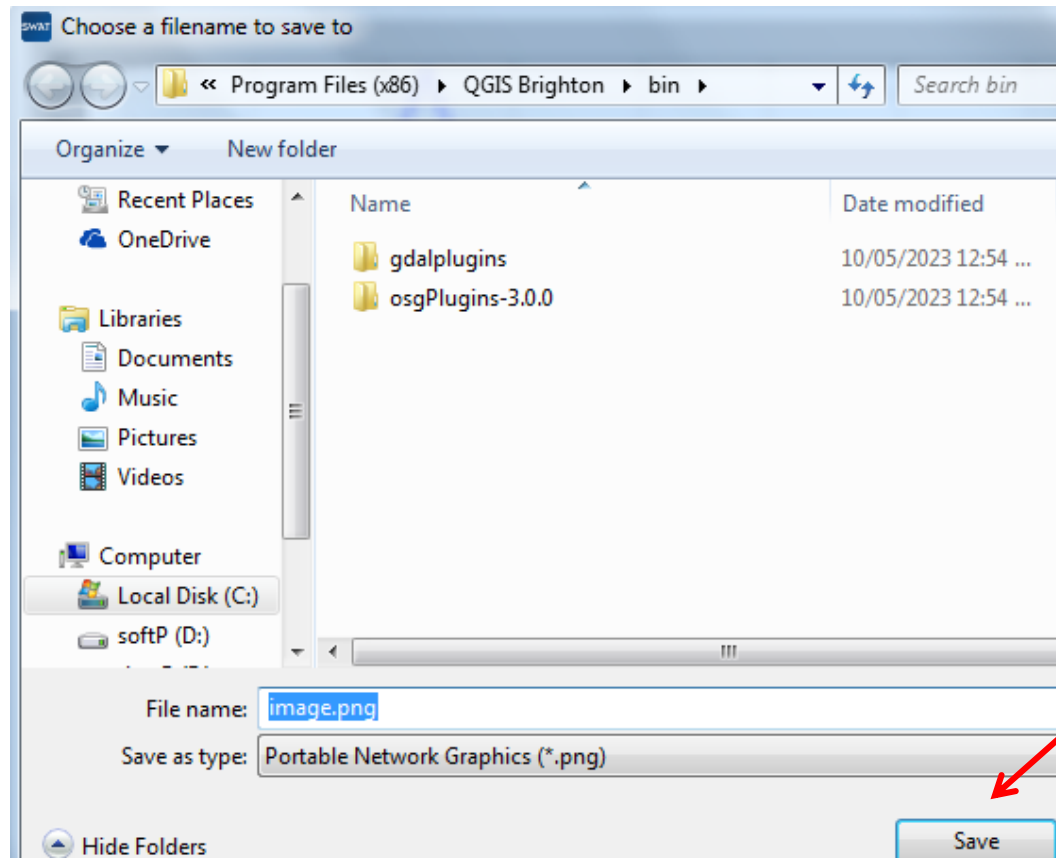 SWAT Choose a filename to save to
« Program Files (x86) ▸ QGIS Brighton ▸ bin ▸ Search bin
Organize New folder
Recent Places
OneDrive
Libraries
Documents
Music
Pictures
Videos
Computer
Local Disk (C:)
softP (D:)
Name Date modified
gdalplugins 10/05/2023 12:54 ...
osgPlugins-3.0.0 10/05/2023 12:54 ...
File name: image.png
Save as type: Portable Network Graphics (*.png)
Hide Folders Save